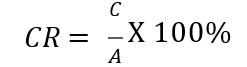 CR = C/A X 100%